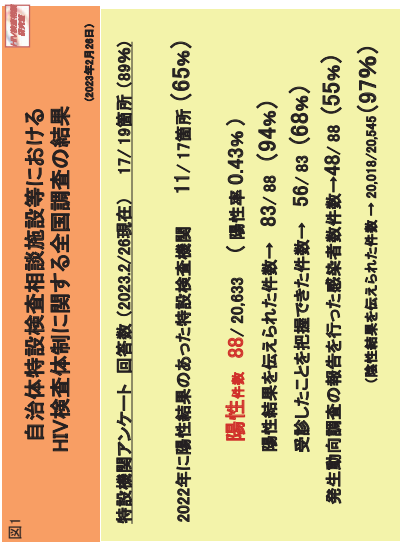 図1
自治体特設検査相談施設等における
HIV検査体制に関する全国調査の結果
(2023年2月26日)
特設機関アンケート 回答数(2023.2/26現在) 17/ 19箇所(89%)
2022年に陽性結果のあった特設検査機関 11/ 17箇所(65%)
陽性件数 88/ 20,633 ( 陽性率 0.43% )
陽性結果を伝えられた件数→ 83/ 88 (94%)
受診したことを把握できた件数→ 56/ 83 (68%)
発生動向調査の報告を行った感染者数件数→48/ 88 (55%)
(陰性結果を伝えられた件数 → 20,018/20,545 (97%)